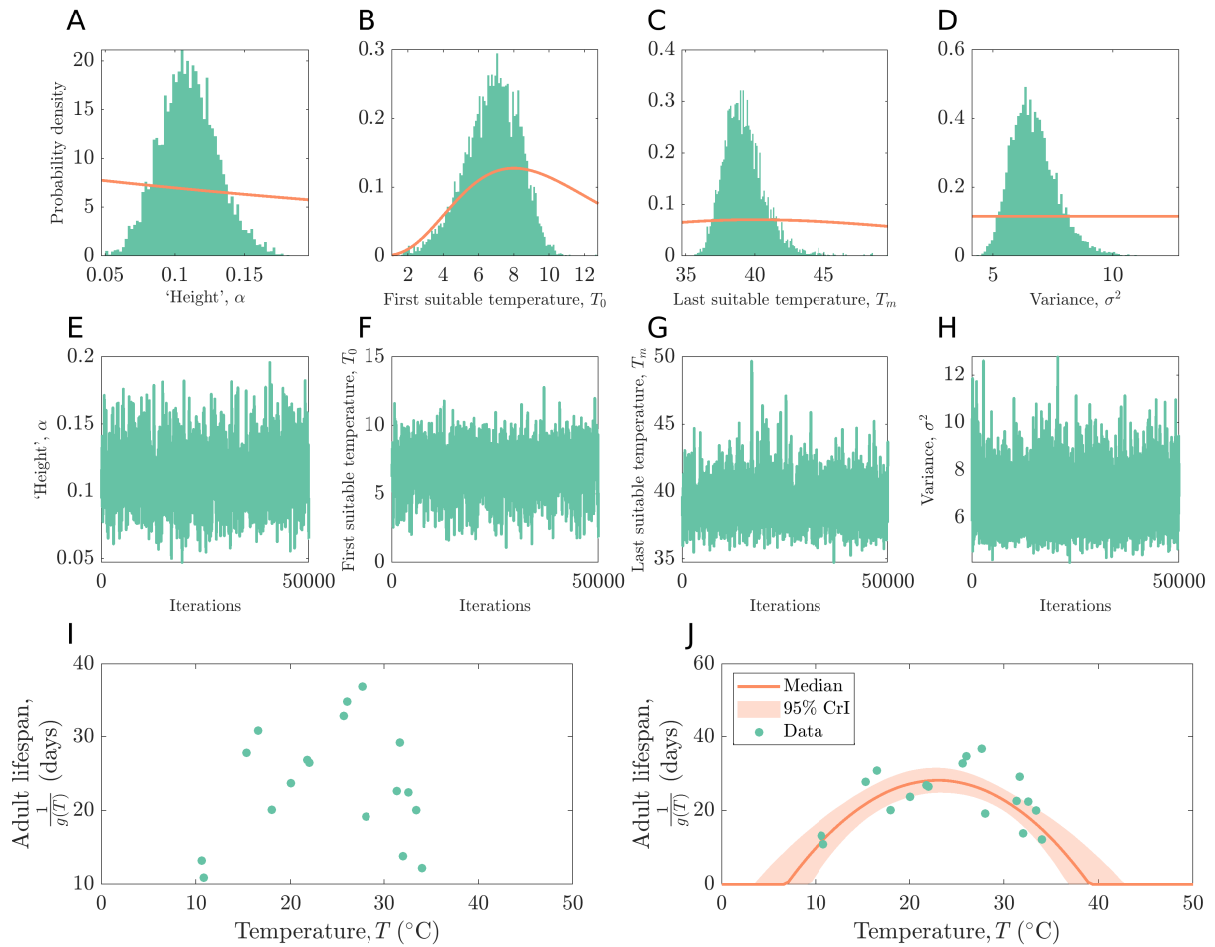 A
B
C
D
Probability density
20
15
10
5
0
0.05
0.1
0.15
'Height', α
0.3
0.2
0.1
0
2
4
6
8
10
12
First suitable temperature, T0
0.4
0.3
0.2
0.1
0
35
40
45
Last suitable temperature, Tm
0.6
0.4
0.2
0
5
10
Variance, σ2
E
F
G
H
'Height', α
0.2
0.15
0.1
0.05
0
50000
Iterations
First suitable temperature, T0
15
10
5
0
0
50000
Iterations
Last suitable temperature, Tm
50
45
40
35
0
50000
Iterations
Variance, σ2
12
10
8
6
0
50000
Iterations
I
J
Adult lifespan,
1/g(T) (days)
40
30
20
10
0
10
20
30
40
50
Temperature, T (°C)
Adult lifespan,
1/g(T) (days)
60
40
20
0
Median
95% CrI
Data
0
10
20
30
40
50
Temperature, T (°C)